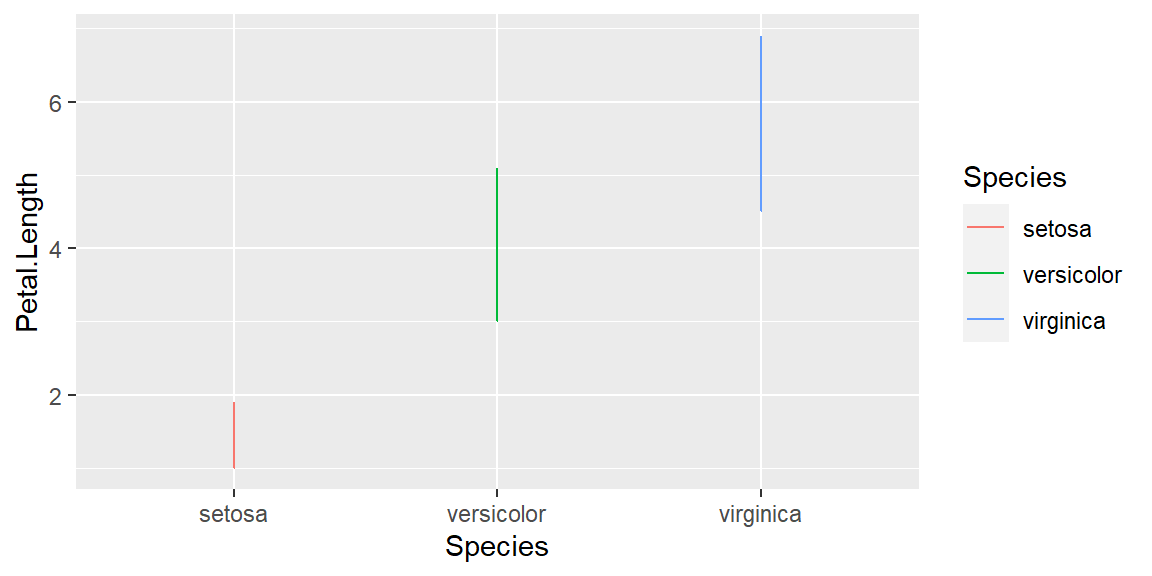 Petal.Length
6
4
2
setosa
versicolor
virginica
Species
Species
setosa
versicolor
virginica